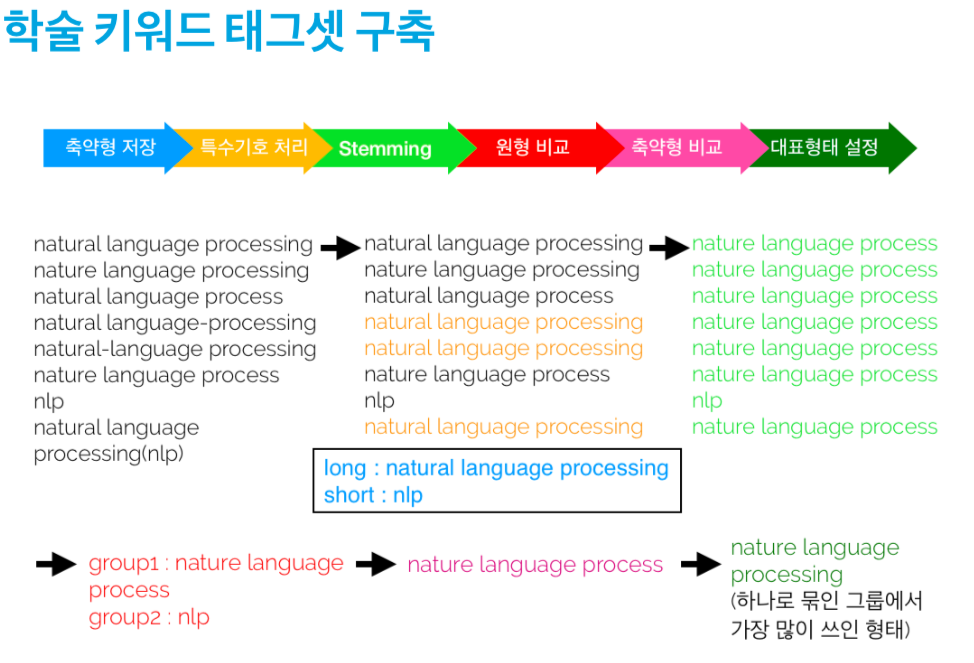 학술 키워드 태그셋 구축
축약형 저장 특수기호 처리 Stemming 원형 비교 축약형 비교 대표형태 설정
natural language processing
nature language processing
natural language process
natural language-processing
natural-language processing
nature language process
nlp
natural language
processing(nlp)
natural language processing
nature language processing
natural language process
natural language processing
natural language processing
nature language process
nlp
natural language processing
nature language process
nature language process
nature language process
nature language process
nature language process
nature language process
nlp
nature language process
long : natural language processing
short : nlp
group1 : nature language
process
group2 : nlp
nature language process
nature language
processing
(하나로 묶인 그룹에서
가장 많이 쓰인 형태)